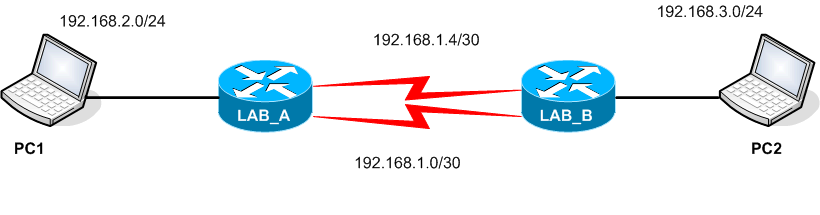 192.168.2.0/24
192.168.3.0/24
192.168.1.4/30
LAB_A
LAB_B
PC1
PC2
192.168.1.0/30